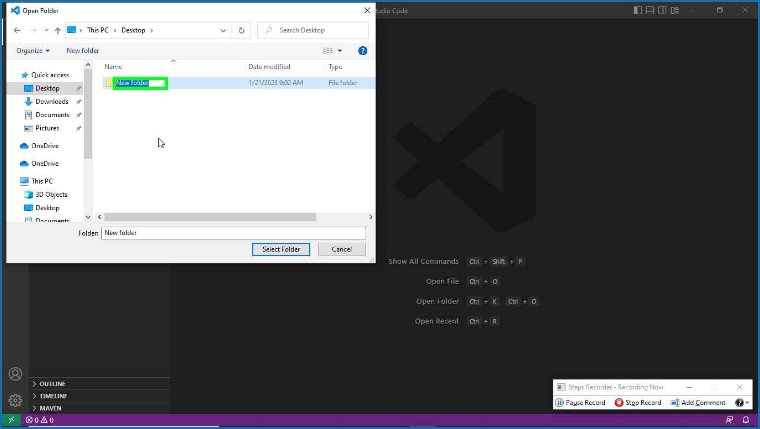 Open Folder
This PC > Desktop >
Search Desktop
Organize
New folder
Name
Date modified
Type
Quick access
New folder
1/21/2023 9:02 AM
File folder
Desktop
Downloads
Documents
Pictures
OneDrive
OneDrive
This PC
3D Objects
Desktop
Documents
Folder: New folder
Select Folder
Cancel
Studio Code
Show All Commands Ctrl + Shift + P
Open File Ctrl + O
Open Folder Ctrl + K Ctrl + O
Open Recent Ctrl + R
OUTLINE
TIMELINE
MAVEN
0 0
Steps Recorder - Recording Now
Pause Record
Stop Record
Add Comment